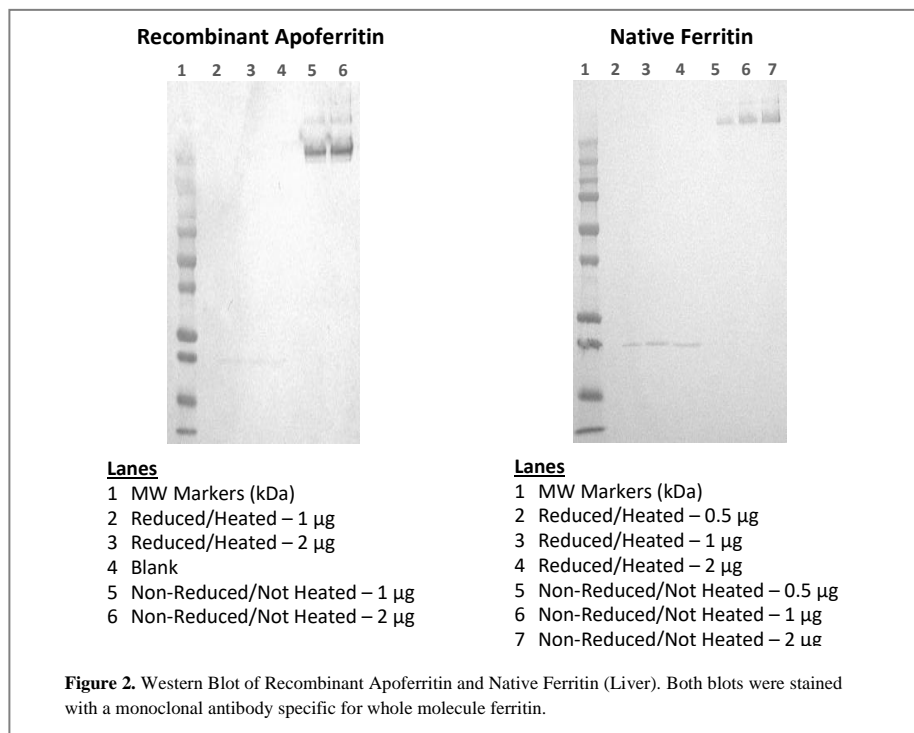 Recombinant Apoferritin
1 2 3 4 5 6
Lanes
1 MW Markers (kDa)
2 Reduced/Heated – 1 µg
3 Reduced/Heated – 2 µg
4 Blank
5 Non-Reduced/Not Heated – 1 µg
6 Non-Reduced/Not Heated – 2 µg
Native Ferritin
1 2 3 4 5 6 7
Lanes
1 MW Markers (kDa)
2 Reduced/Heated – 0.5 µg
3 Reduced/Heated – 1 µg
4 Reduced/Heated – 2 µg
5 Non-Reduced/Not Heated – 0.5 µg
6 Non-Reduced/Not Heated – 1 µg
7 Non-Reduced/Not Heated – 2 µg
Figure 2. Western Blot of Recombinant Apoferritin and Native Ferritin (Liver). Both blots were stained
with a monoclonal antibody specific for whole molecule ferritin.